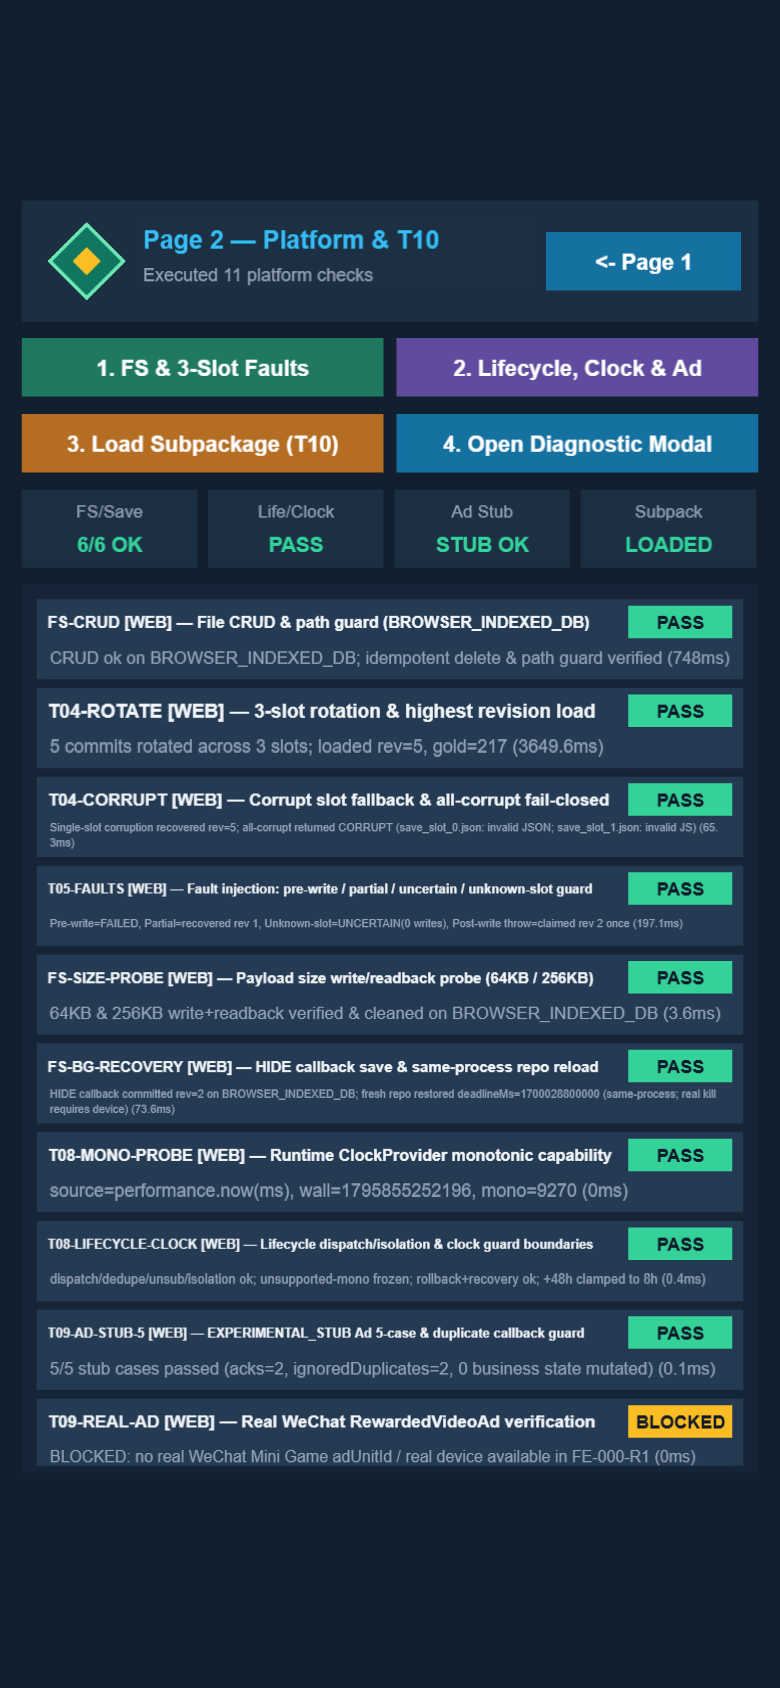 Page 2 — Platform & T10
Executed 11 platform checks
<- Page 1
1. FS & 3-Slot Faults
2. Lifecycle, Clock & Ad
3. Load Subpackage (T10)
4. Open Diagnostic Modal
FS/Save
6/6 OK
Life/Clock
PASS
Ad Stub
STUB OK
Subpack
LOADED
FS-CRUD [WEB] — File CRUD & path guard (BROWSER_INDEXED_DB)
PASS
CRUD ok on BROWSER_INDEXED_DB; idempotent delete & path guard verified (748ms)
T04-ROTATE [WEB] — 3-slot rotation & highest revision load
PASS
5 commits rotated across 3 slots; loaded rev=5, gold=217 (3649.6ms)
T04-CORRUPT [WEB] — Corrupt slot fallback & all-corrupt fail-closed
PASS
Single-slot corruption recovered rev=5; all-corrupt returned CORRUPT (save_slot_0.json: invalid JSON; save_slot_1.json: invalid JS) (65.
3ms)
T05-FAULTS [WEB] — Fault injection: pre-write / partial / uncertain / unknown-slot guard
PASS
Pre-write=FAILED, Partial=recovered rev 1, Unknown-slot=UNCERTAIN(0 writes), Post-write throw=claimed rev 2 once (197.1ms)
FS-SIZE-PROBE [WEB] — Payload size write/readback probe (64KB / 256KB)
PASS
64KB & 256KB write+readback verified & cleaned on BROWSER_INDEXED_DB (3.6ms)
FS-BG-RECOVERY [WEB] — HIDE callback save & same-process repo reload
PASS
HIDE callback committed rev=2 on BROWSER_INDEXED_DB; fresh repo restored deadlineMs=1700028800000 (same-process; real kill
requires device) (73.6ms)
T08-MONO-PROBE [WEB] — Runtime ClockProvider monotonic capability
PASS
source=performance.now(ms), wall=1795855252196, mono=9270 (0ms)
T08-LIFECYCLE-CLOCK [WEB] — Lifecycle dispatch/isolation & clock guard boundaries
PASS
dispatch/dedupe/unsub/isolation ok; unsupported-mono frozen; rollback+recovery ok; +48h clamped to 8h (0.4ms)
T09-AD-STUB-5 [WEB] — EXPERIMENTAL_STUB Ad 5-case & duplicate callback guard
PASS
5/5 stub cases passed (acks=2, ignoredDuplicates=2, 0 business state mutated) (0.1ms)
T09-REAL-AD [WEB] — Real WeChat RewardedVideoAd verification
BLOCKED
BLOCKED: no real WeChat Mini Game adUnitId / real device available in FE-000-R1 (0ms)